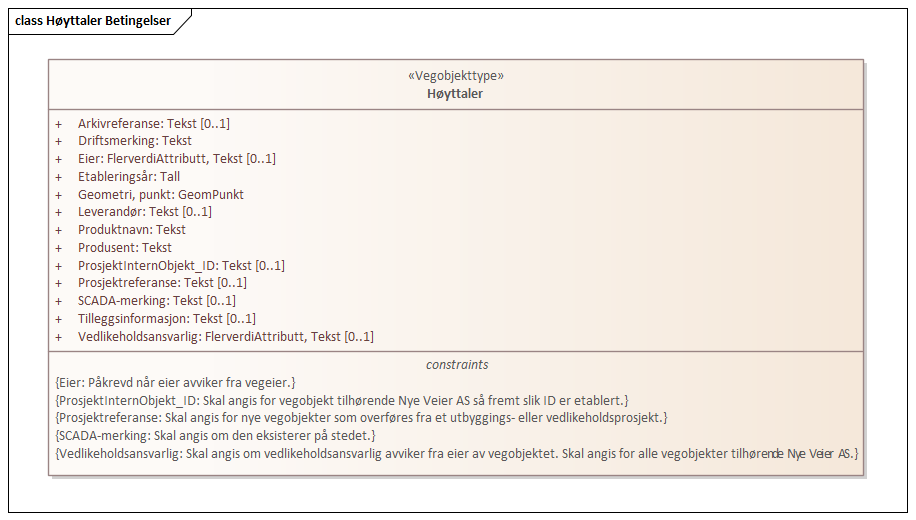 class Høyttaler Betingelser
«Vegobjekttype»
Høyttaler
+ Arkivreferanse: Tekst [0..1]
+ Driftsmerking: Tekst
+ Eier: FlerverdiAttributt, Tekst [0..1]
+ Etableringsår: Tall
+ Geometri, punkt: GeomPunkt
+ Leverandør: Tekst [0..1]
+ Produktnavn: Tekst
+ Produsent: Tekst
+ ProsjektInternObjekt_ID: Tekst [0..1]
+ Prosjektreferanse: Tekst [0..1]
+ SCADA-merking: Tekst [0..1]
+ Tilleggsinformasjon: Tekst [0..1]
+ Vedlikeholdsansvarlig: FlerverdiAttributt, Tekst [0..1]
constraints
{Eier: Påkrevd når eier avviker fra vegeier.}
{ProsjektInternObjekt_ID: Skal angis for vegobjekt tilhørende Nye Veier AS så fremt slik ID er etablert.}
{Prosjektreferanse: Skal angis for nye vegobjekter som overføres fra et utbyggings- eller vedlikeholdsprosjekt.}
{SCADA-merking: Skal angis om den eksisterer på stedet.}
{Vedlikeholdsansvarlig: Skal angis om vedlikeholdsansvarlig avviker fra eier av vegobjektet. Skal angis for alle vegobjekter tilhørende Nye Veier AS.}